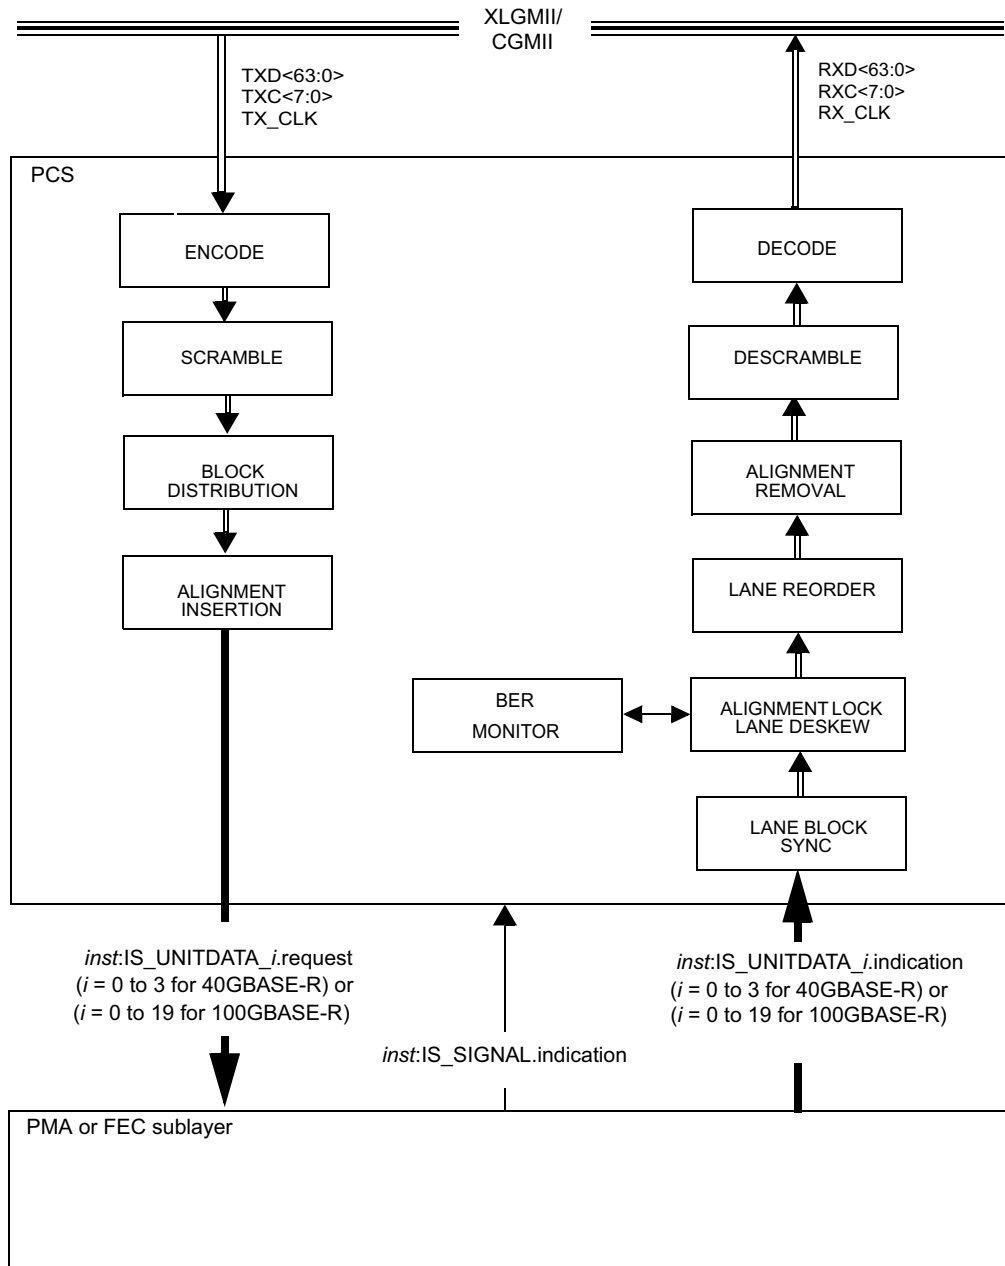 XLGMII/
CGMII
TXD<63:0>
TXC<7:0>
TX_CLK
RXD<63:0>
RXC<7:0>
RX_CLK
PCS
ENCODE
SCRAMBLE
BLOCK
DISTRIBUTION
ALIGNMENT
INSERTION
DECODE
DESCRAMBLE
ALIGNMENT
REMOVAL
LANE REORDER
BER
MONITOR
ALIGNMENT LOCK
LANE DESKEW
LANE BLOCK
SYNC
inst:IS_UNITDATA_i.request
(i = 0 to 3 for 40GBASE-R) or
(i = 0 to 19 for 100GBASE-R)
inst:IS_SIGNAL.indication
inst:IS_UNITDATA_i.indication
(i = 0 to 3 for 40GBASE-R) or
(i = 0 to 19 for 100GBASE-R)
PMA or FEC sublayer